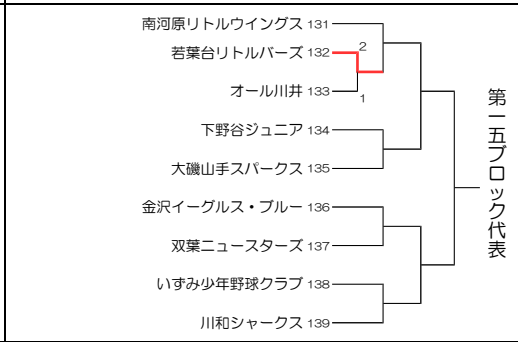 南河原リトルウイングス 131
若葉台リトルバーズ 132
2
オール川井 133
1
下野谷ジュニア 134
大磯山手スパークス 135
金沢イーグルス・ブルー 136
双葉ニュースターズ 137
いずみ少年野球クラブ 138
川和シャークス 139
第一五ブロック代表